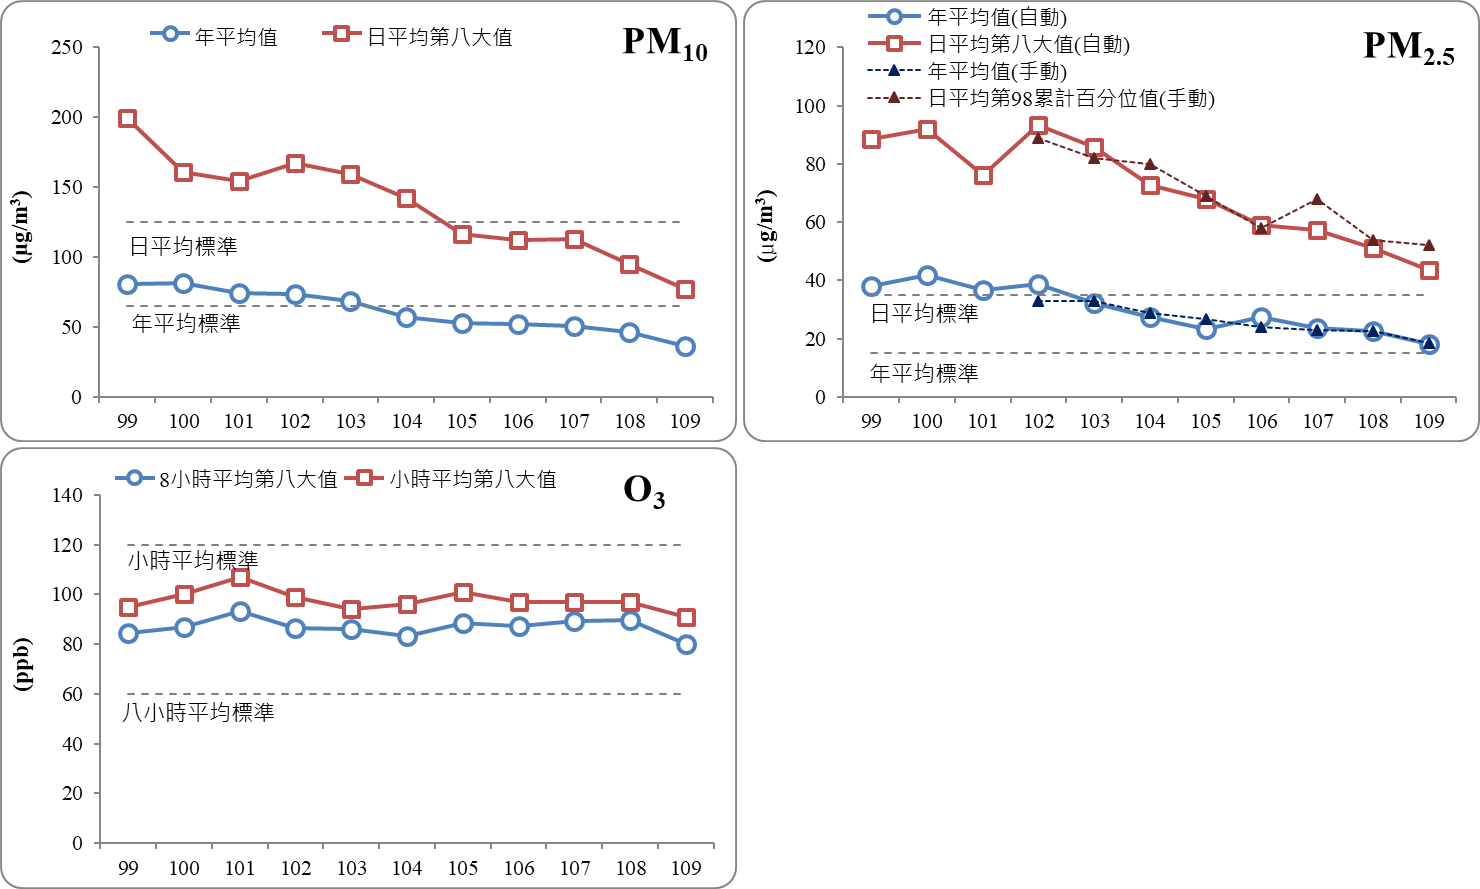 年平均值 日平均第八大值
PM10
(μg/m³)
250
200
150
100
50
0
日平均標準
年平均標準
99 100 101 102 103 104 105 106 107 108 109
年平均值(自動)
日平均第八大值(自動)
年平均值(手動)
日平均第98累計百分位值(手動)
PM2.5
(μg/m³)
120
100
80
60
40
20
0
日平均標準
年平均標準
99 100 101 102 103 104 105 106 107 108 109
8小時平均第八大值 小時平均第八大值
O3
(ppb)
140
120
100
80
60
40
20
0
小時平均標準
八小時平均標準
99 100 101 102 103 104 105 106 107 108 109